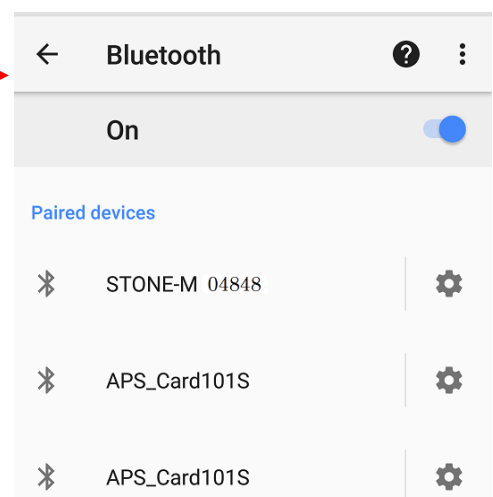 Bluetooth
On
Paired devices
STONE-M 04848
APS_Card101S
APS_Card101S